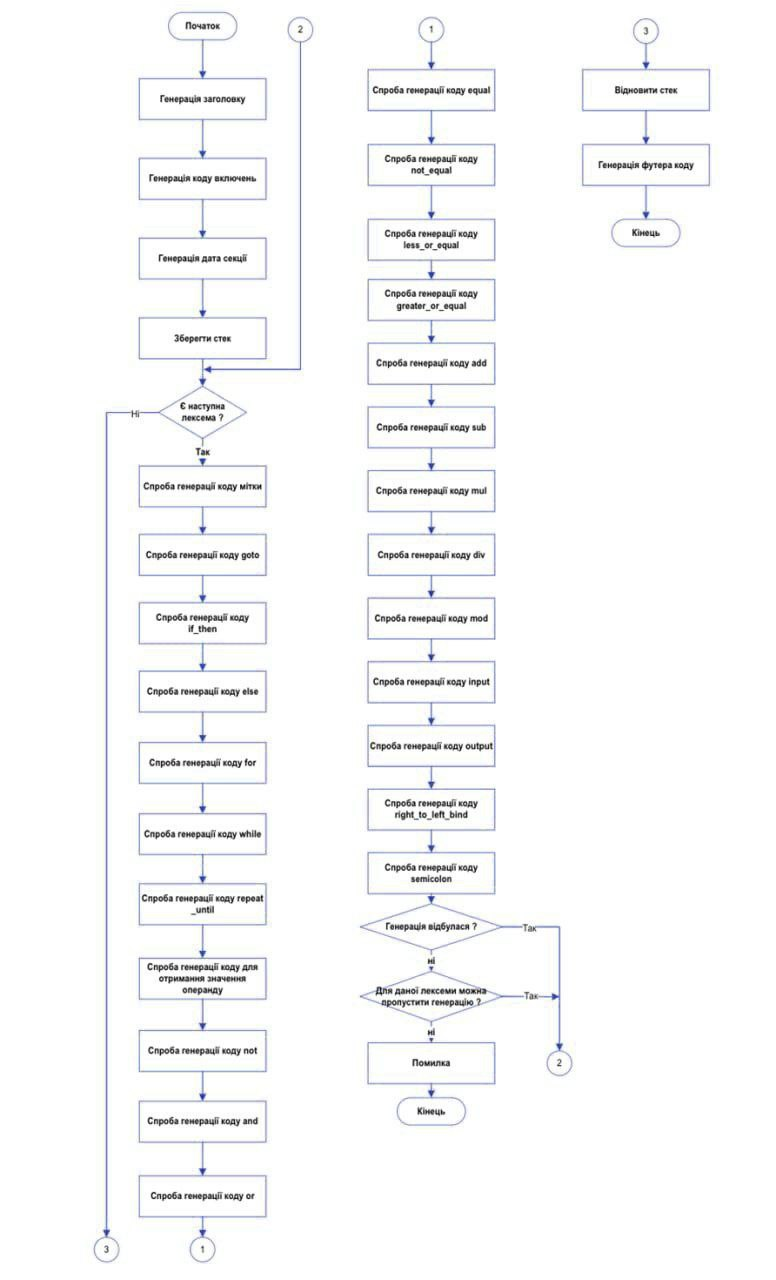 Початок
Генерація заголовку
Генерація коду включень
Генерація дата секції
Зберегти стек
2
Є наступна
лексема ?
Ні
Так
Спроба генерації коду мітки
Спроба генерації коду goto
Спроба генерації коду
if_then
Спроба генерації коду else
Спроба генерації коду for
Спроба генерації коду while
Спроба генерації коду repeat
_until
Спроба генерації коду для
отримання значення
операнду
Спроба генерації коду not
Спроба генерації коду and
Спроба генерації коду or
3
1
1
Спроба генерації коду equal
Спроба генерації коду
not_equal
Спроба генерації коду
less_or_equal
Спроба генерації коду
greater_or_equal
Спроба генерації коду add
Спроба генерації коду sub
Спроба генерації коду mul
Спроба генерації коду div
Спроба генерації коду mod
Спроба генерації коду input
Спроба генерації коду output
Спроба генерації коду
right_to_left_bind
Спроба генерації коду
semicolon
Генерація відбулася ?
Так
ні
Для даної лексеми можна
пропустити генерацію ?
Так
ні
2
Помилка
Кінець
3
Відновити стек
Генерація футера коду
Кінець